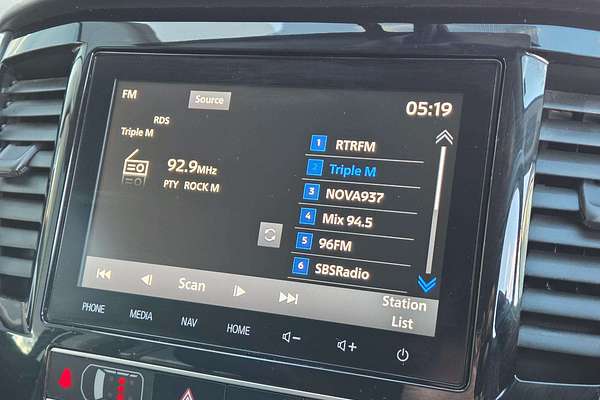 FM
Source
05:19
RDS
Triple M
92.9MHz
PTY ROCK M
1 RTRFM
2 Triple M
3 NOVA937
4 Mix 94.5
5 96FM
6 SBSRadio
Scan
Station
List
PHONE
MEDIA
NAV
HOME